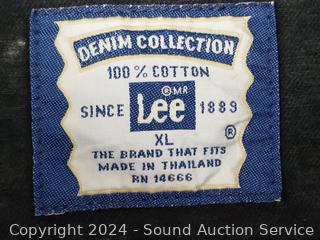 DENIM COLLECTION
100% COTTON
®MR
SINCE Lee 1889
XL ®
THE BRAND THAT FITS
MADE IN THAILAND
RN 14666
Copyright 2024 - Sound Auction Service